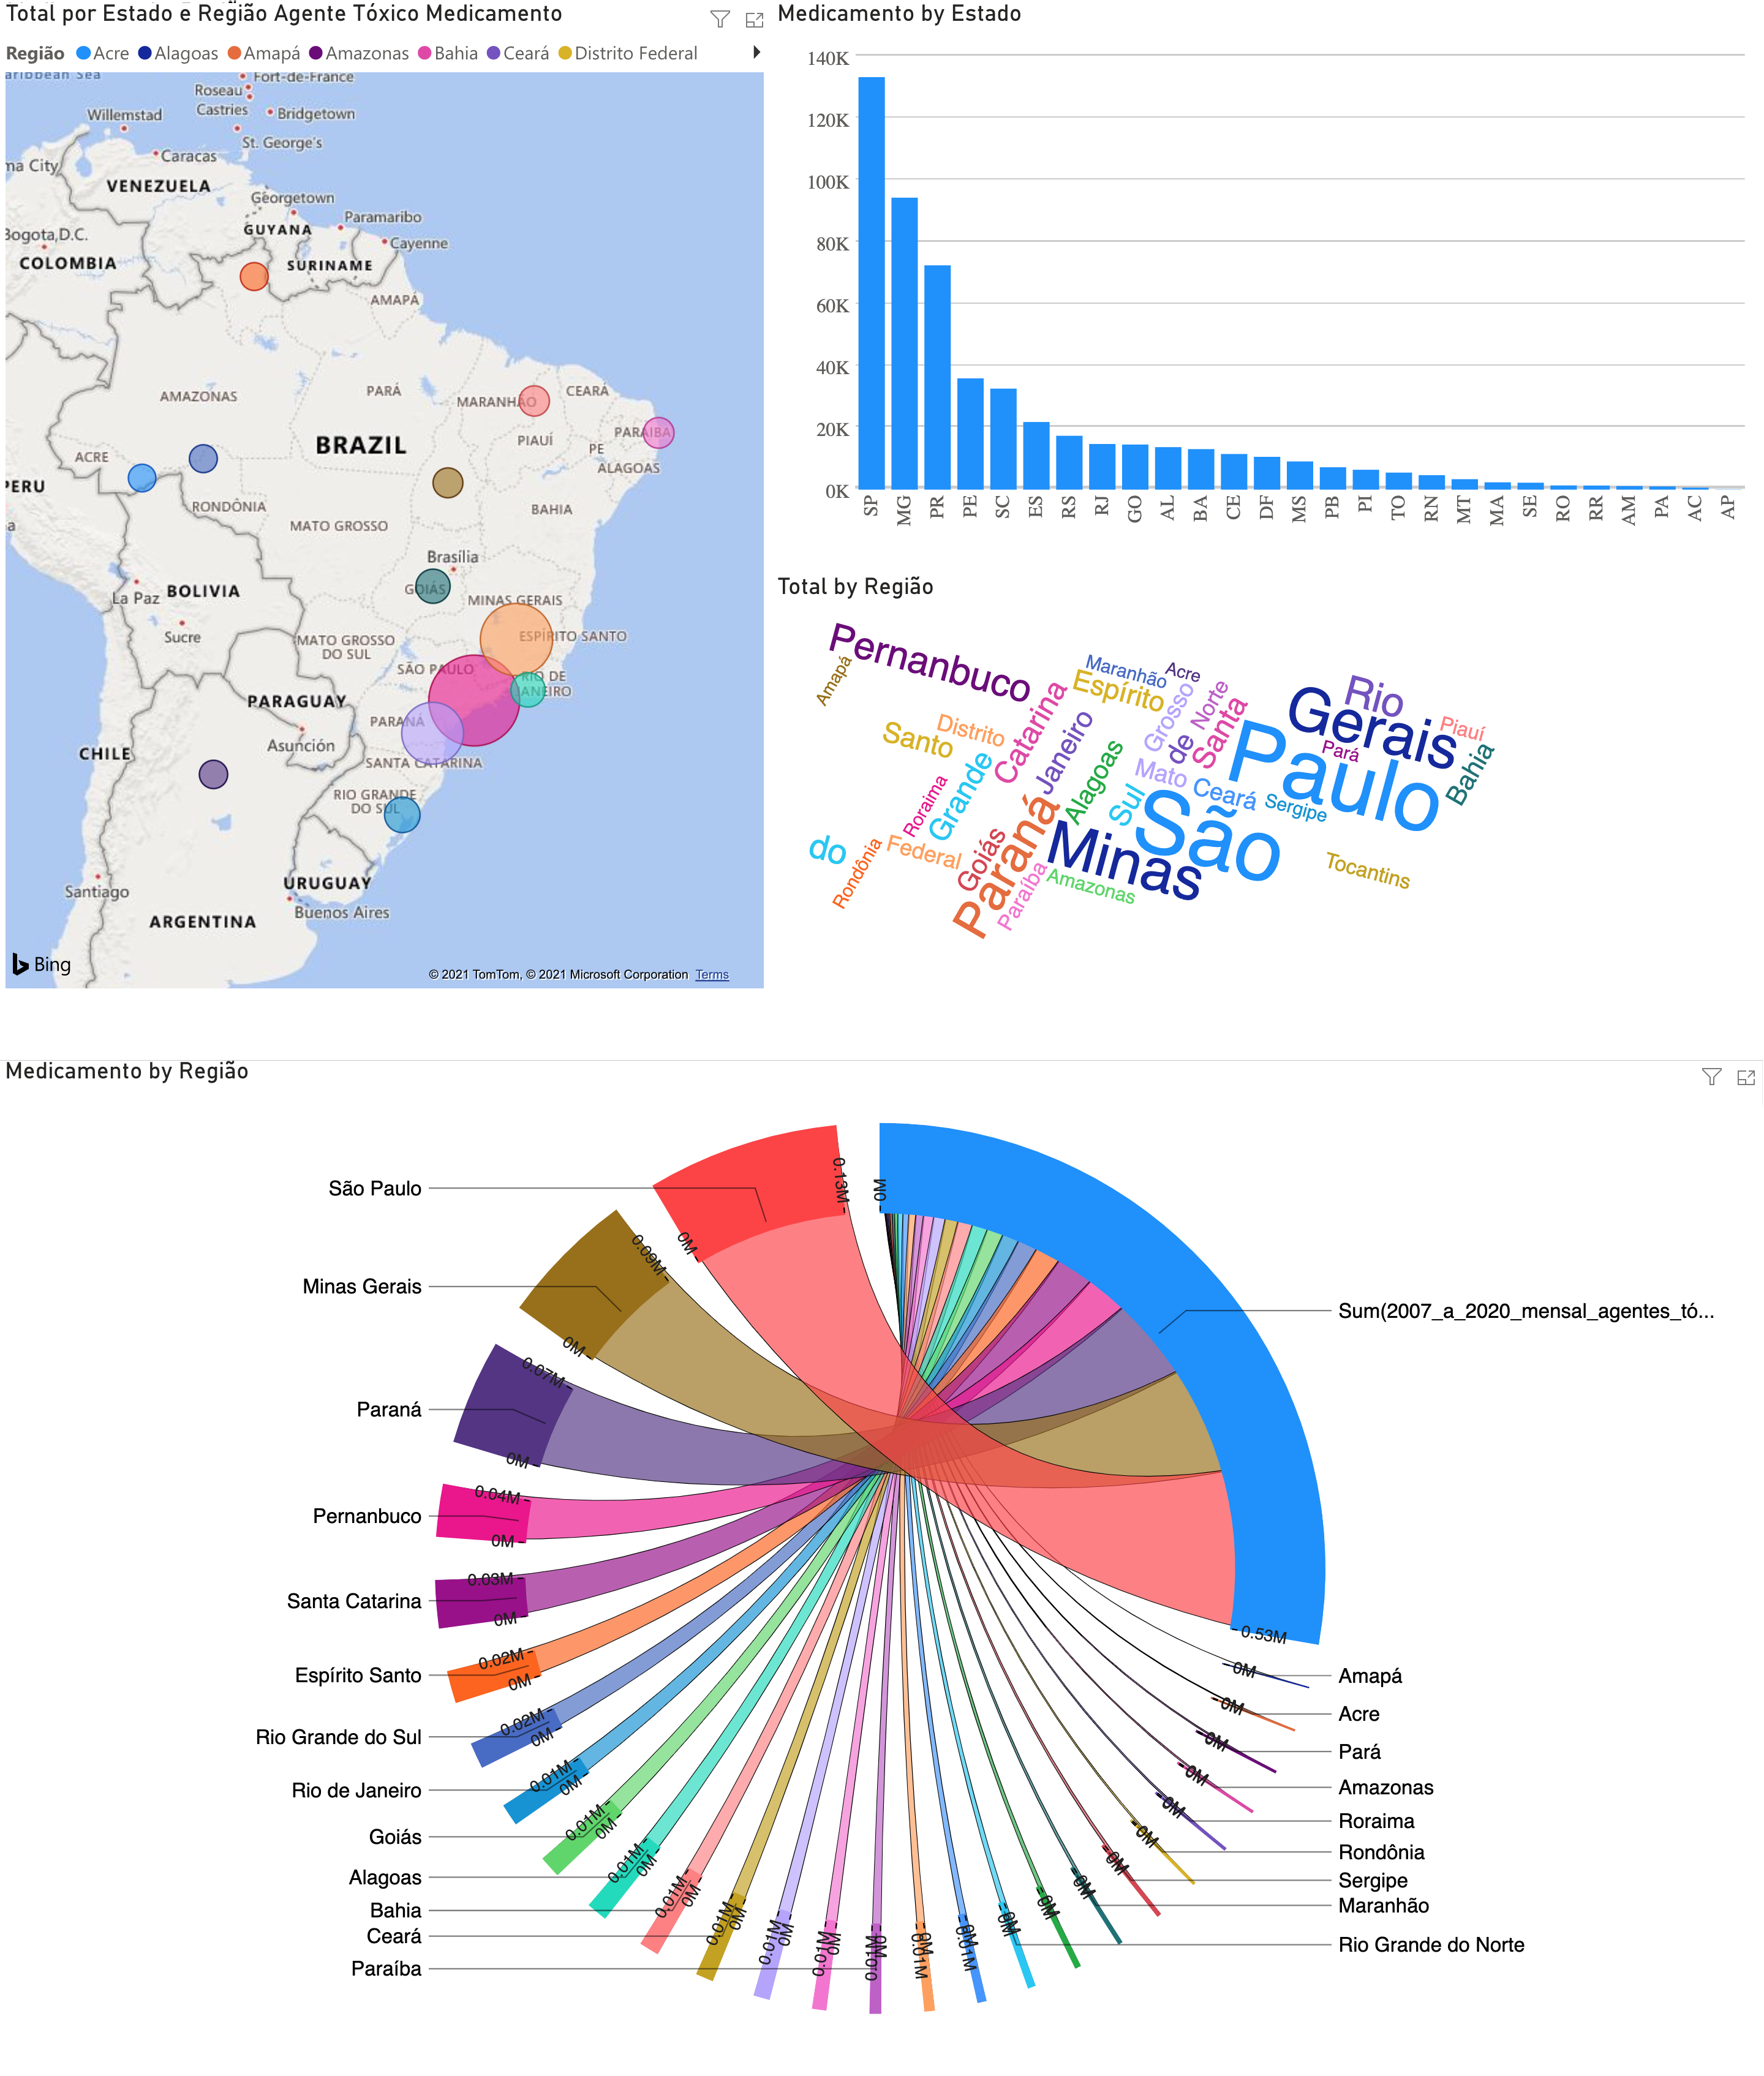 Total por Estado e Região Agente Tóxico Medicamento
Região Acre Alagoas Amapá Amazonas Bahia Ceará Distrito Federal
Fort-de-France
Roseau
Castries
Bridgetown
Willemstad
St. George's
Caracas
VENEZUELA
Georgetown
Paramaribo
GUYANA
Cayenne
COLOMBIA
SURINAME
AMAPÁ
AMAZONAS
PARÁ
MARANHÃO
CEARÁ
BRAZIL
PIAUÍ
PARAÍBA
PE
ALAGOAS
ACRE
PERU
RONDÔNIA
MATO GROSSO
BAHIA
Brasília
La Paz
BOLIVIA
GOIÁS
MINAS GERAIS
Sucre
MATO GROSSO
DO SUL
ESPÍRITO SANTO
SÃO PAULO
RIO DE
JANEIRO
PARAGUAY
PARANÁ
Asunción
CHILE
SANTA CATARINA
RIO GRANDE
DO SUL
URUGUAY
Santiago
Buenos Aires
ARGENTINA
Bing
© 2021 TomTom, © 2021 Microsoft Corporation Terms
Medicamento by Estado
140K
120K
100K
80K
60K
40K
20K
0K
SP MG PR PE SC ES RS RJ GO AL BA CE DF MS PB PI TO RN MT MA SE RO RR AM PA AC AP
Total by Região
Pernambuco
Amapá
Maranhão
Acre
Espírito
Santo
Distrito
Catarina
Janeiro
Grosso
Norte
de
Santa
Rio
Gerais
Piauí
Pará
Paulo
Bahia
Roraima
Grande
Alagoas
Mato
Sul
Ceará
Sergipe
São
do
Rondônia
Federal
Goiás
Paraná
Paraíba
Minas
Amazonas
Tocantins
Medicamento by Região
São Paulo
0M
0.13M
0M
Minas Gerais
0M
0.09M
Sum(2007_a_2020_mensal_agentes_tó...
0.53M
Paraná
0M
0.07M
Pernambuco
0M
0.04M
Santa Catarina
0M
0.03M
Espírito Santo
0M
0.02M
Rio Grande do Sul
0M
0.02M
Rio de Janeiro
0M
0.01M
Goiás
0M
0.01M
Alagoas
0M
0.01M
Bahia
0M
0.01M
Ceará
0M
0.01M
Paraíba
0M
0.01M
0M
0.01M
0M
0.01M
0M
0.01M
0M
0.01M
0M
0M
Amapá
0M
Acre
0M
Pará
0M
Amazonas
0M
Roraima
0M
Rondônia
0M
Sergipe
0M
Maranhão
0M
Rio Grande do Norte
0M